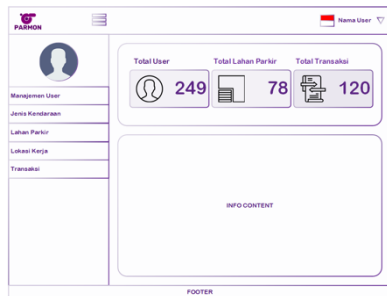 PARMON
Nama User
Total User
Total Lahan Parkir
Total Transaksi
249
78
120
Manajemen User
Jenis Kendaraan
Lahan Parkir
Lokasi Kerja
Transaksi
INFO CONTENT
FOOTER